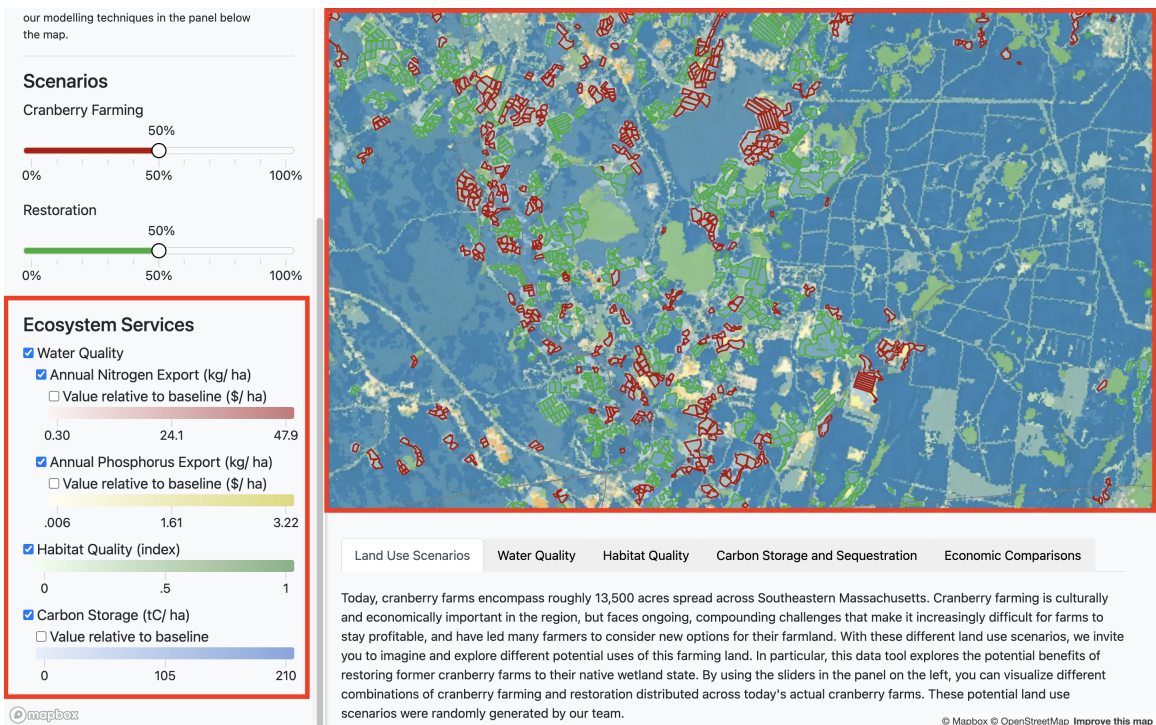 our modelling techniques in the panel below
the map.
Scenarios
Cranberry Farming
50%
0% 50% 100%
Restoration
50%
0% 50% 100%
Ecosystem Services
Water Quality
Annual Nitrogen Export (kg/ ha)
Value relative to baseline ($/ ha)
0.30 24.1 47.9
Annual Phosphorus Export (kg/ ha)
Value relative to baseline ($/ ha)
.006 1.61 3.22
Habitat Quality (index)
0 .5 1
Carbon Storage (tC/ ha)
Value relative to baseline
0 105 210
mapbox
Land Use Scenarios Water Quality Habitat Quality Carbon Storage and Sequestration Economic Comparisons
Today, cranberry farms encompass roughly 13,500 acres spread across Southeastern Massachusetts. Cranberry farming is culturally
and economically important in the region, but faces ongoing, compounding challenges that make it increasingly difficult for farms to
stay profitable, and have led many farmers to consider new options for their farmland. With these different land use scenarios, we invite
you to imagine and explore different potential uses of this farming land. In particular, this data tool explores the potential benefits of
restoring former cranberry farms to their native wetland state. By using the sliders in the panel on the left, you can visualize different
combinations of cranberry farming and restoration distributed across today's actual cranberry farms. These potential land use
scenarios were randomly generated by our team.
© Mapbox © OpenStreetMap Improve this map